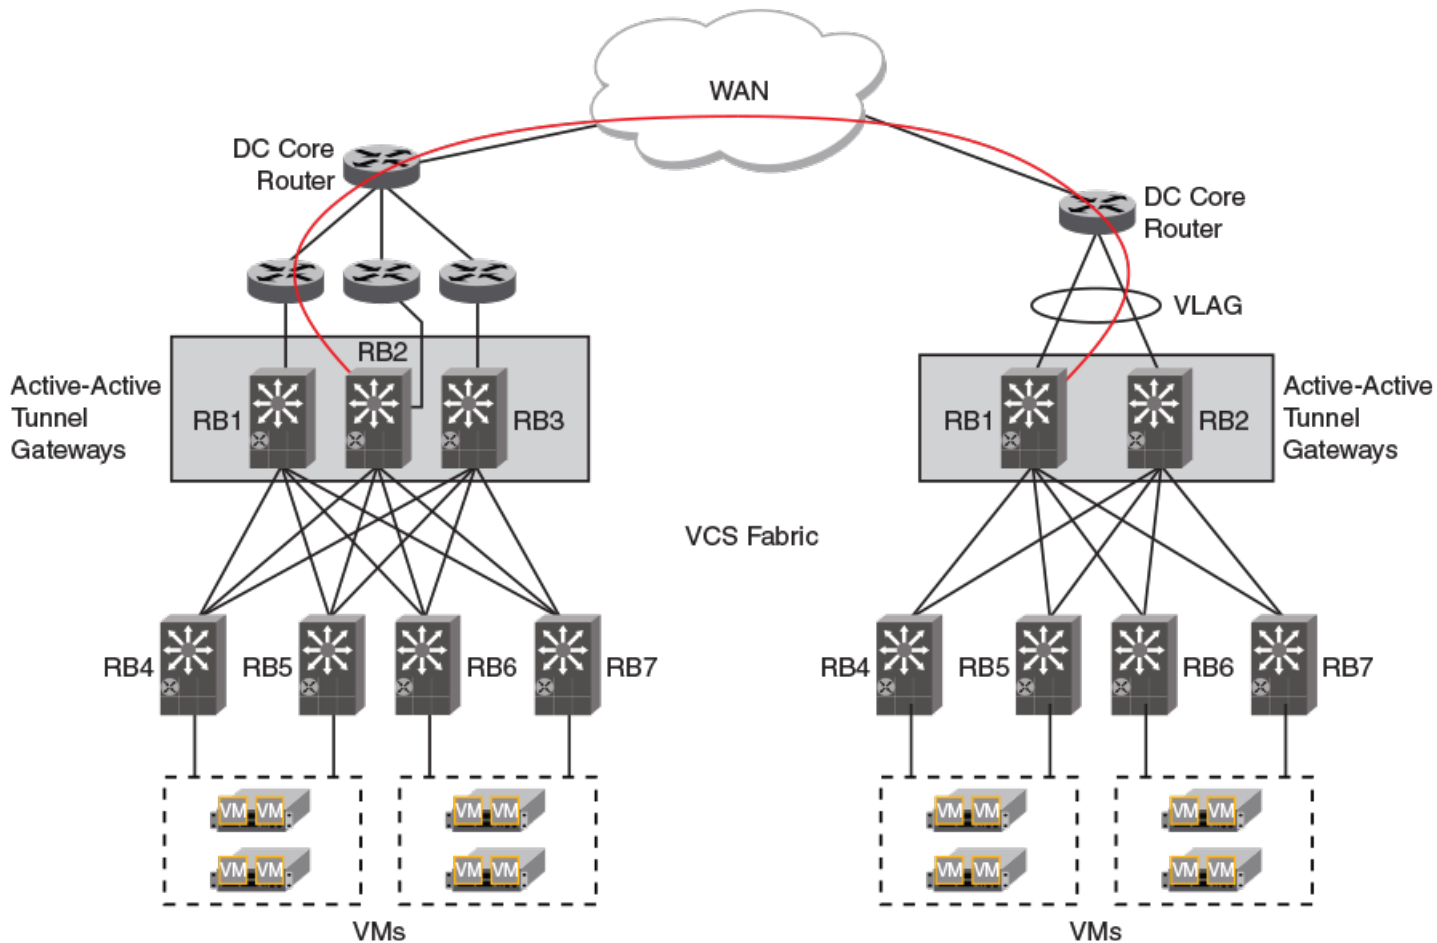 WAN
DC Core
Router
DC Core
Router
VLAG
RB2
Active-Active
Tunnel
Gateways
RB1
RB3
RB1
RB2
Active-Active
Tunnel
Gateways
VCS Fabric
RB4
RB5
RB6
RB7
RB4
RB5
RB6
RB7
VM VM
VM VM
VM VM
VM VM
VM VM
VM VM
VM VM
VM VM
VMs
VMs